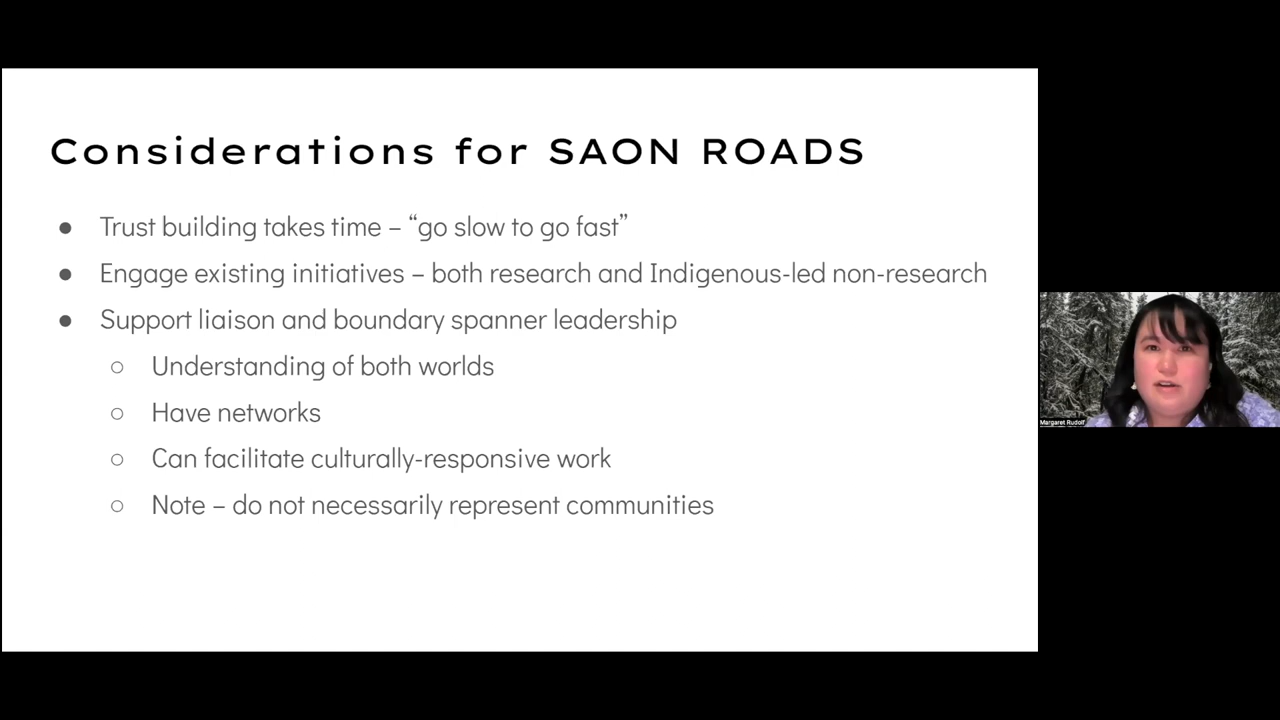 Considerations for SAON ROADS
● Trust building takes time – “go slow to go fast”
● Engage existing initiatives – both research and Indigenous-led non-research
● Support liaison and boundary spanner leadership
○ Understanding of both worlds
○ Have networks
○ Can facilitate culturally-responsive work
○ Note – do not necessarily represent communities
Margaret Rudolf